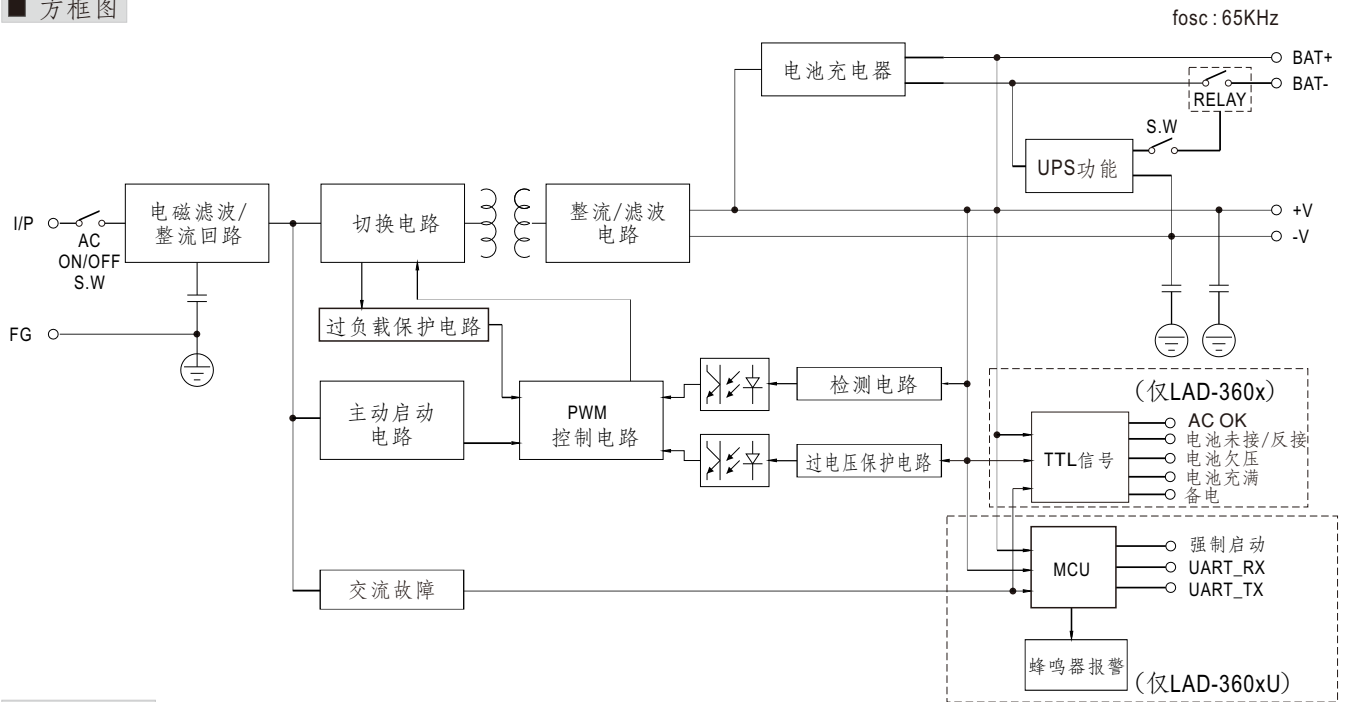 ■ 方框图
fosc : 65KHz
电池充电器
BAT+
BAT-
RELAY
S.W
UPS功能
I/P
AC
ON/OFF
S.W
电磁滤波/
整流回路
切换电路
整流/滤波
电路
+V
-V
FG
过负载保护电路
主动启动
电路
PWM
控制电路
检测电路
过电压保护电路
(仅LAD-360x)
TTL信号
AC OK
电池未接/反接
电池欠压
电池充满
备电
交流故障
MCU
强制启动
UART_RX
UART_TX
蜂鸣器报警
(仅LAD-360xU)